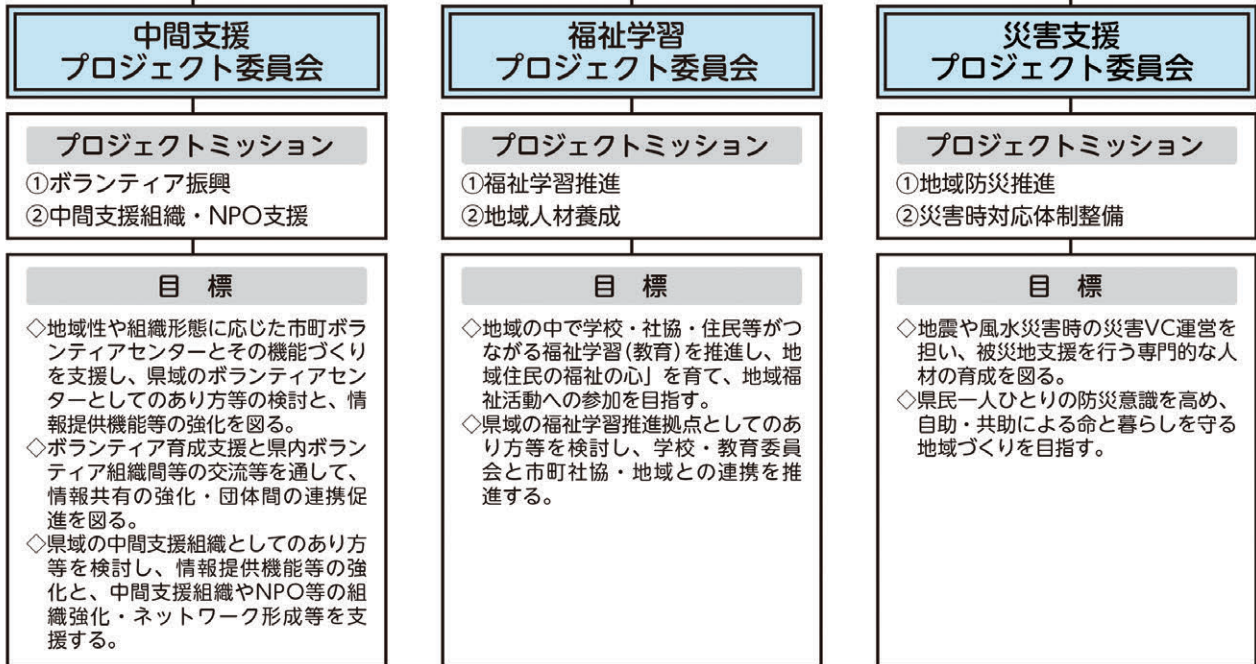 中間支援
プロジェクト委員会
プロジェクトミッション
①ボランティア振興
②中間支援組織・NPO支援
目　標
◇地域性や組織形態に応じた市町ボラ
ンティアセンターとその機能づくり
を支援し、県域のボランティアセン
ターとしてのあり方等の検討と、情
報提供機能等の強化を図る。
◇ボランティア育成支援と県内ボラン
ティア組織間等の交流等を通して、
情報共有の強化・団体間の連携促
進を図る。
◇県域の中間支援組織としてのあり方
等を検討し、情報提供機能等の強
化と、中間支援組織やNPO等の組
織強化・ネットワーク形成等を支
援する。
福祉学習
プロジェクト委員会
プロジェクトミッション
①福祉学習推進
②地域人材養成
目　標
◇地域の中で学校・社協・住民等がつ
ながる福祉学習(教育)を推進し、地
域住民の福祉の心」を育て、地域福
祉活動への参加を目指す。
◇県域の福祉学習推進拠点としてのあ
り方等を検討し、学校・教育委員
会と市町社協・地域との連携を推
進する。
災害支援
プロジェクト委員会
プロジェクトミッション
①地域防災推進
②災害時対応体制整備
目　標
◇地震や風水災害時の災害VC運営を
担い、被災地支援を行う専門的な人
材の育成を図る。
◇県民一人ひとりの防災意識を高め、
自助・共助による命と暮らしを守る
地域づくりを目指す。